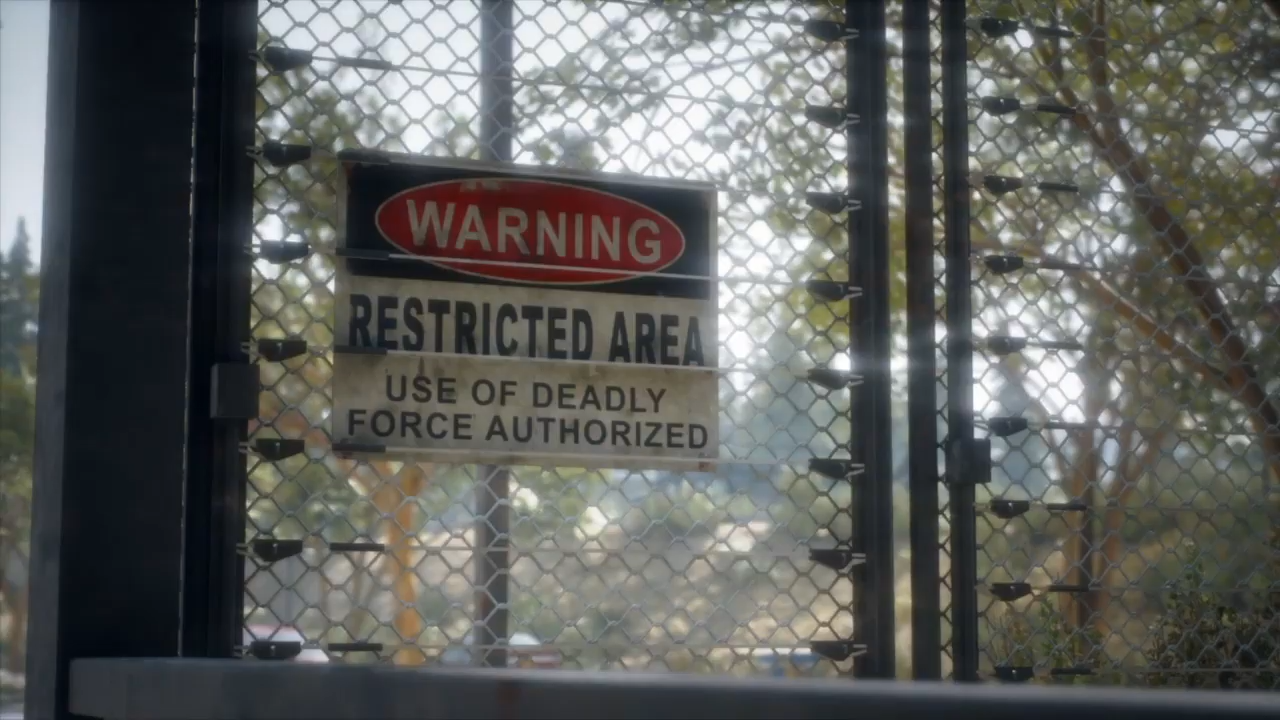 WARNING
RESTRICTED AREA
USE OF DEADLY
FORCE AUTHORIZED